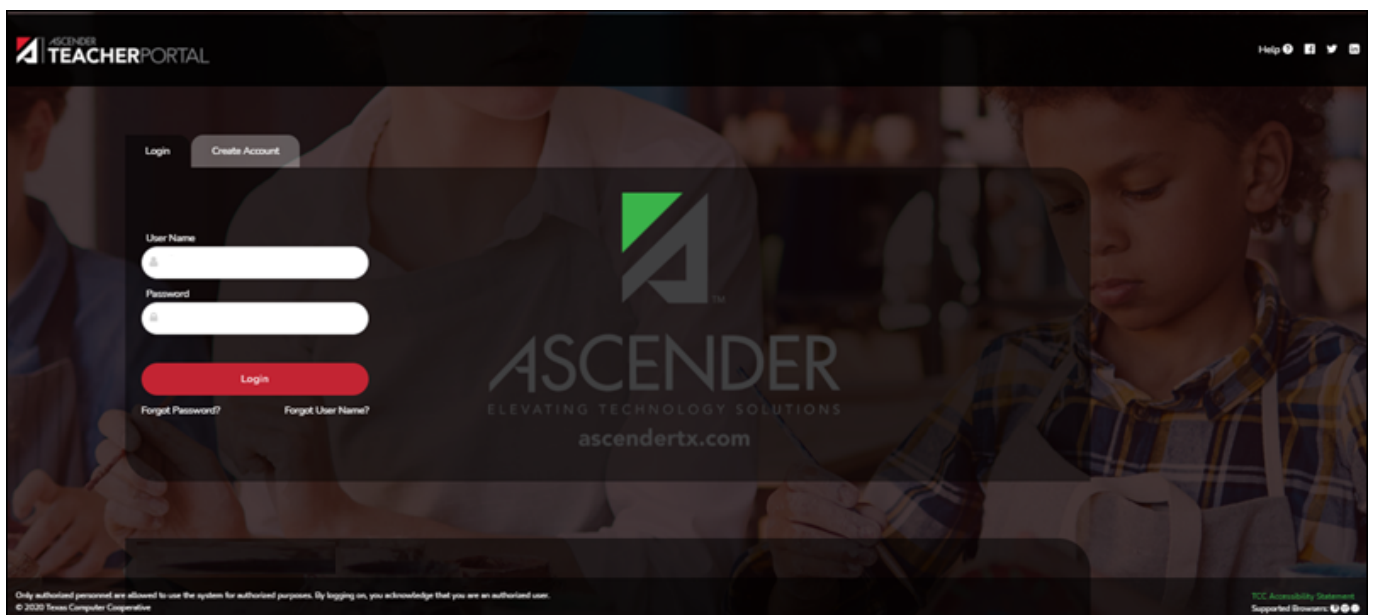 ASCENDER
TEACHERPORTAL
Help
Login
Create Account
User Name
Password
Login
Forgot Password?
Forgot User Name?
TM
ASCENDER
ELEVATING TECHNOLOGY SOLUTIONS
ascendertx.com
Only authorized personnel are allowed to use the system for authorized purposes. By logging on, you acknowledge that you are an authorized user.
© 2020 Texas Computer Cooperative
TCC Accessibility Statement
Supported Browsers: